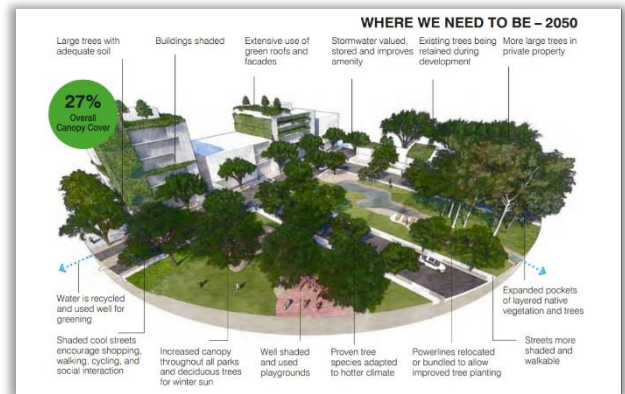 WHERE WE NEED TO BE – 2050
Large trees with
adequate soil
Buildings shaded
Extensive use of
green roofs and
facades
Stormwater valued,
stored and improves
amenity
Existing trees being
retained during
development
More large trees in
private property
27%
Overall
Canopy Cover
Water is recycled
and used well for
greening
Expanded pockets
of layered native
vegetation and trees
Shaded cool streets
encourage shopping,
walking, cycling, and
social interaction
Increased canopy
throughout all parks
and deciduous trees
for winter sun
Well shaded
and used
playgrounds
Proven tree
species adapted
to hotter climate
Powerlines relocated
or bundled to allow
improved tree planting
Streets more
shaded and
walkable